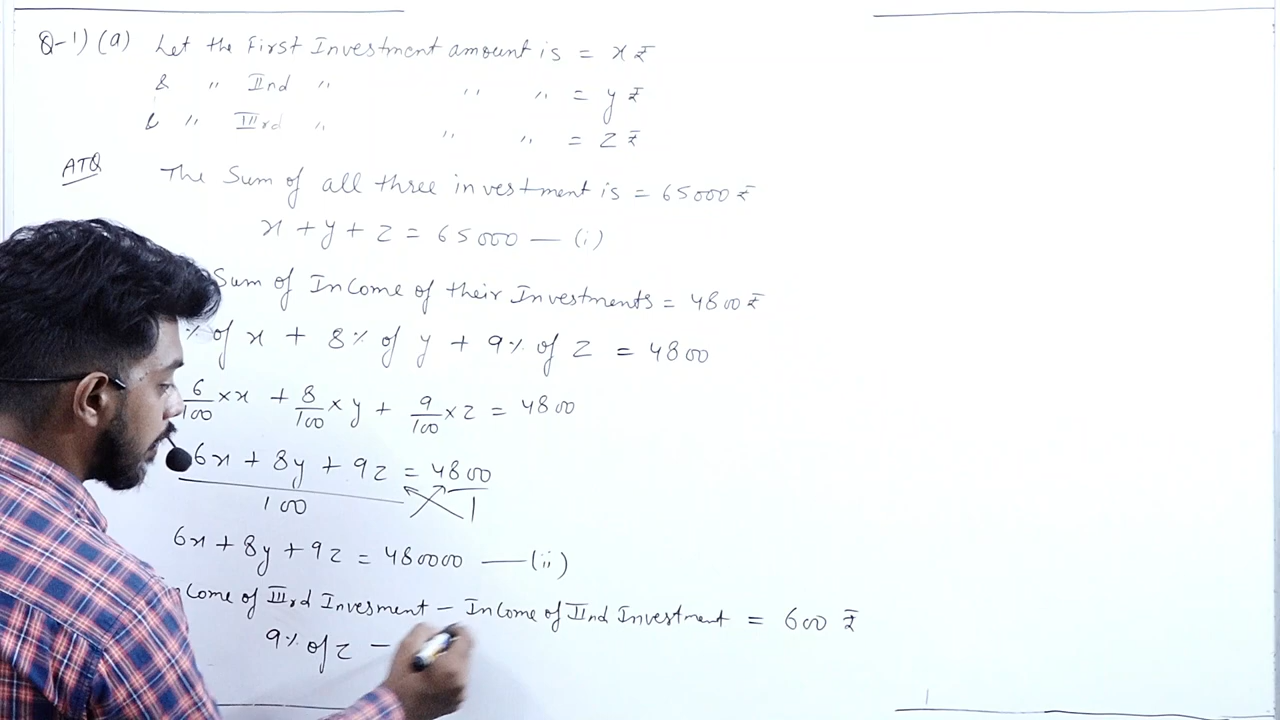 Q-1) (a) Let the First Investment amount is = x ₹
& " IInd " " " = y ₹
& " IIIrd " " " = z ₹
ATQ The Sum of all three investment is = 65000 ₹
x + y + z = 65000 — (i)
Sum of Income of their Investments = 4800 ₹
% of x + 8% of y + 9% of z = 4800
6/100 × x + 8/100 × y + 9/100 × z = 4800
6x + 8y + 9z = 4800
100 1
6x + 8y + 9z = 480000 — (ii)
come of IIIrd Invesment - Income of IInd Investment = 600 ₹
9% of z -